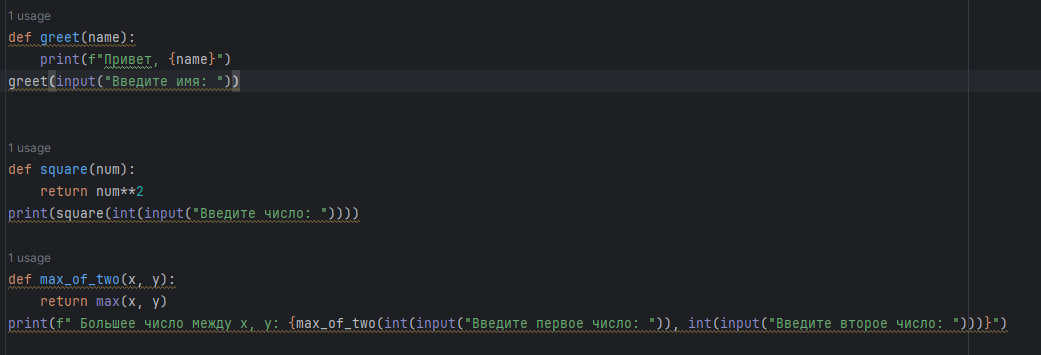 1 usage
def greet(name):
    print(f"Привет, {name}")
greet(input("Введите имя: "))
1 usage
def square(num):
    return num**2
print(square(int(input("Введите число: "))))
1 usage
def max_of_two(x, y):
    return max(x, y)
print(f" Большее число между x, y: {max_of_two(int(input("Введите первое число: ")), int(input("Введите второе число: ")))}")